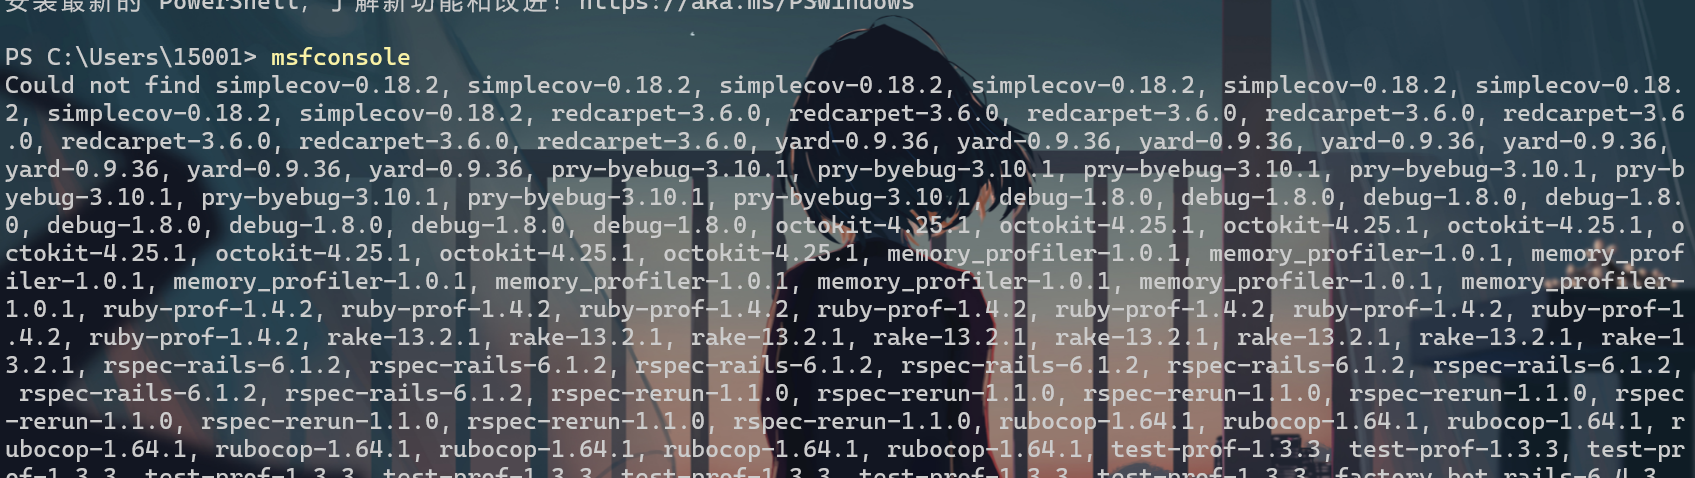 安装最新的 PowerShell，了解新功能和改进！https://aka.ms/PSWindows
PS C:\Users\15001> msfconsole
Could not find simplecov-0.18.2, simplecov-0.18.2, simplecov-0.18.2, simplecov-0.18.2, simplecov-0.18.2, simplecov-0.18.
2, simplecov-0.18.2, simplecov-0.18.2, redcarpet-3.6.0, redcarpet-3.6.0, redcarpet-3.6.0, redcarpet-3.6.0, redcarpet-3.6
.0, redcarpet-3.6.0, redcarpet-3.6.0, redcarpet-3.6.0, yard-0.9.36, yard-0.9.36, yard-0.9.36, yard-0.9.36, yard-0.9.36,
yard-0.9.36, yard-0.9.36, yard-0.9.36, pry-byebug-3.10.1, pry-byebug-3.10.1, pry-byebug-3.10.1, pry-byebug-3.10.1, pry-b
yebug-3.10.1, pry-byebug-3.10.1, pry-byebug-3.10.1, pry-byebug-3.10.1, debug-1.8.0, debug-1.8.0, debug-1.8.0, debug-1.8.
0, debug-1.8.0, debug-1.8.0, debug-1.8.0, debug-1.8.0, octokit-4.25.1, octokit-4.25.1, octokit-4.25.1, octokit-4.25.1, o
ctokit-4.25.1, octokit-4.25.1, octokit-4.25.1, octokit-4.25.1, memory_profiler-1.0.1, memory_profiler-1.0.1, memory_prof
iler-1.0.1, memory_profiler-1.0.1, memory_profiler-1.0.1, memory_profiler-1.0.1, memory_profiler-1.0.1, memory_profiler-
1.0.1, ruby-prof-1.4.2, ruby-prof-1.4.2, ruby-prof-1.4.2, ruby-prof-1.4.2, ruby-prof-1.4.2, ruby-prof-1.4.2, ruby-prof-1
.4.2, ruby-prof-1.4.2, rake-13.2.1, rake-13.2.1, rake-13.2.1, rake-13.2.1, rake-13.2.1, rake-13.2.1, rake-13.2.1, rake-1
3.2.1, rspec-rails-6.1.2, rspec-rails-6.1.2, rspec-rails-6.1.2, rspec-rails-6.1.2, rspec-rails-6.1.2, rspec-rails-6.1.2,
rspec-rails-6.1.2, rspec-rails-6.1.2, rspec-rerun-1.1.0, rspec-rerun-1.1.0, rspec-rerun-1.1.0, rspec-rerun-1.1.0, rspec
-rerun-1.1.0, rspec-rerun-1.1.0, rspec-rerun-1.1.0, rspec-rerun-1.1.0, rubocop-1.64.1, rubocop-1.64.1, rubocop-1.64.1, r
ubocop-1.64.1, rubocop-1.64.1, rubocop-1.64.1, rubocop-1.64.1, rubocop-1.64.1, test-prof-1.3.3, test-prof-1.3.3, test-pr
of-1.3.3, test-prof-1.3.3, test-prof-1.3.3, test-prof-1.3.3, test-prof-1.3.3, test-prof-1.3.3, factory_bot_rails-6.4.3,